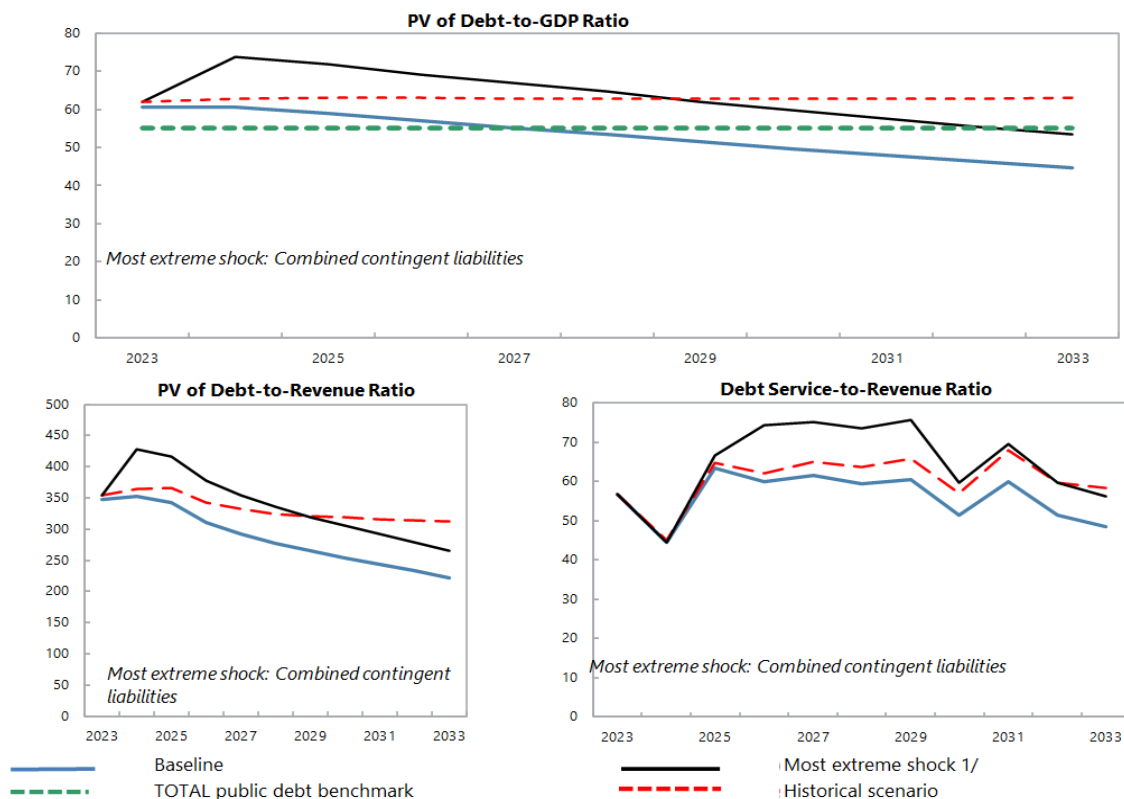 PV of Debt-to-GDP Ratio
80
70
60
50
40
30
20
10
0
Most extreme shock: Combined contingent liabilities
2023 2025 2027 2029 2031 2033
PV of Debt-to-Revenue Ratio
500
450
400
350
300
250
200
150
100
50
0
Most extreme shock: Combined contingent
liabilities
2023 2025 2027 2029 2031 2033
Debt Service-to-Revenue Ratio
80
70
60
50
40
30
20
10
0
Most extreme shock: Combined contingent liabilities
2023 2025 2027 2029 2031 2033
Baseline
Most extreme shock 1/
TOTAL public debt benchmark
Historical scenario